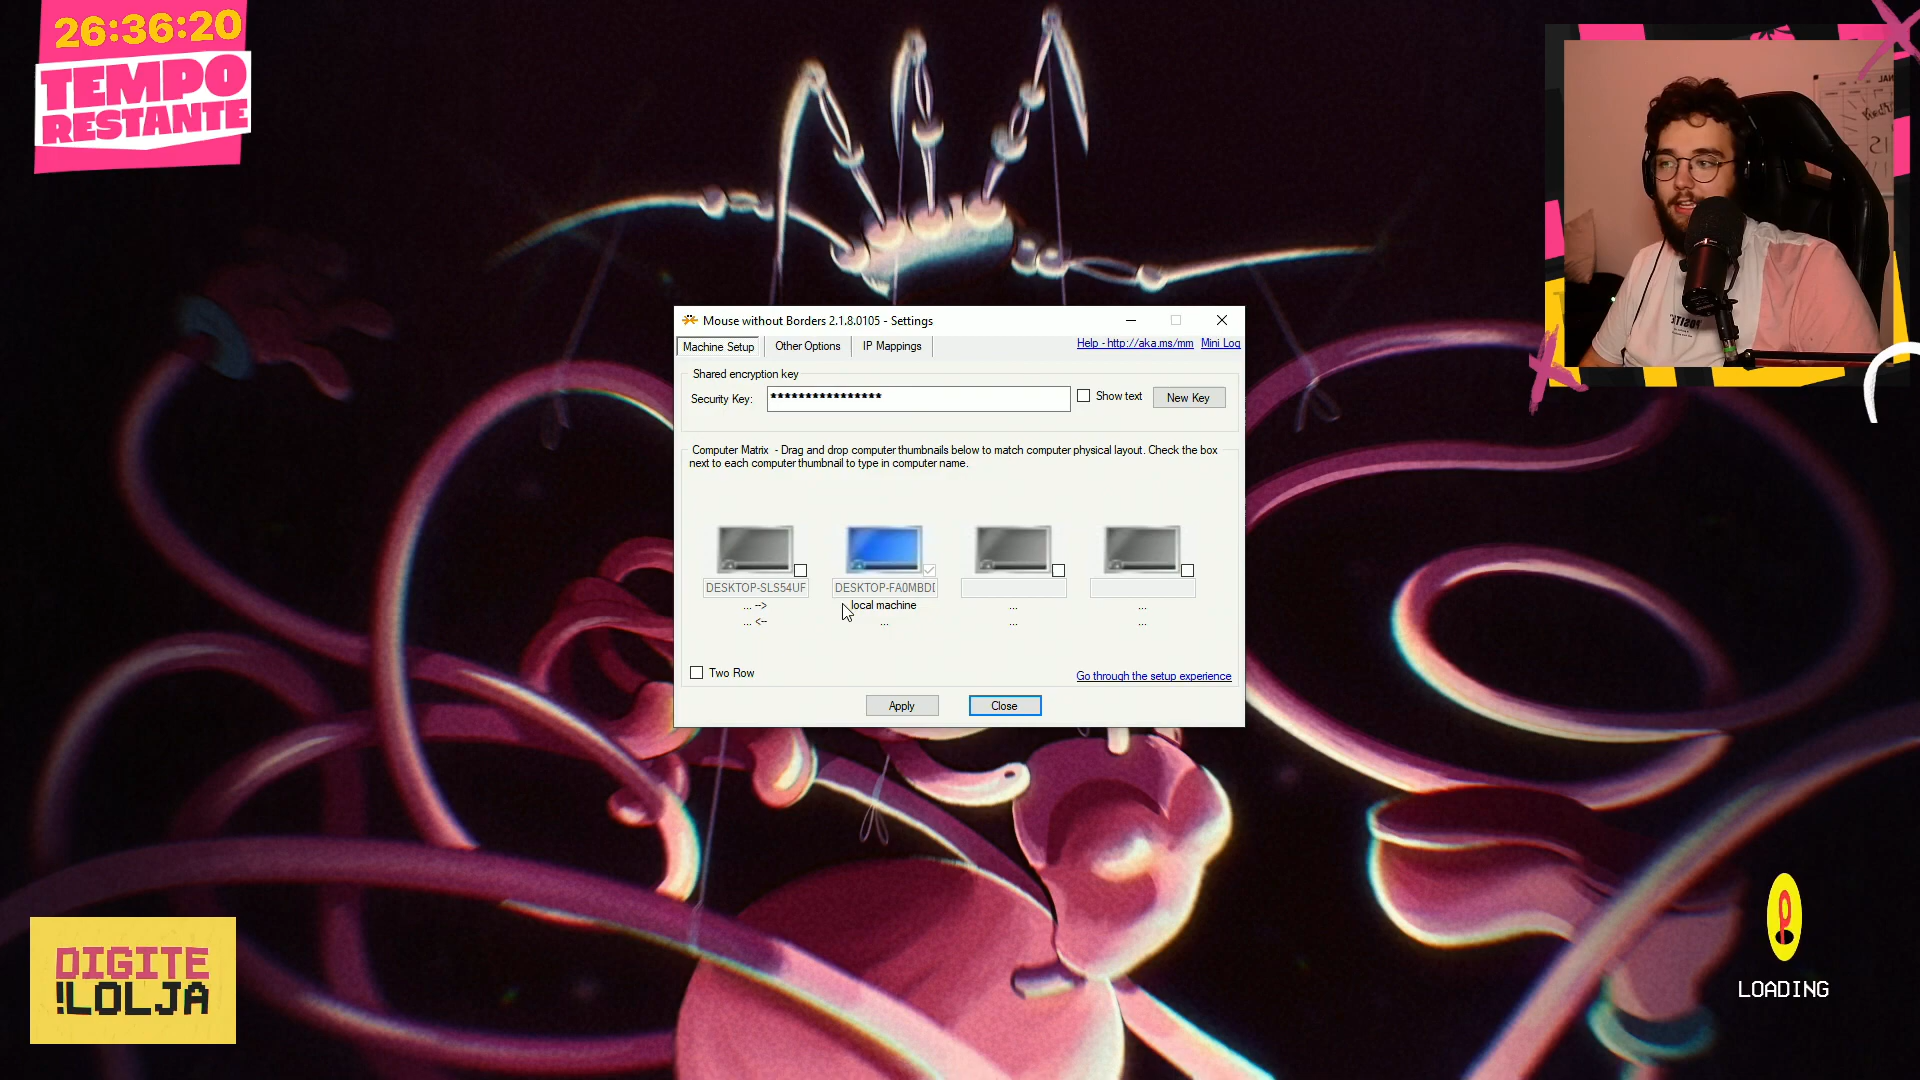 26:36:20
TEMPO
RESTANTE
Mouse without Borders 2.1.8.0105 - Settings
Machine Setup
Other Options
IP Mappings
Help - http://aka.ms/mm
Mini Log
Shared encryption key
Security Key:
****************
Show text
New Key
Computer Matrix - Drag and drop computer thumbnails below to match computer physical layout. Check the box
next to each computer thumbnail to type in computer name.
DESKTOP-SLS54UF
DESKTOP-FA0MBD
... -->
local machine
...
...
... <--
...
...
...
Two Row
Go through the setup experience
Apply
Close
DIGITE
!LOLJA
LOADING